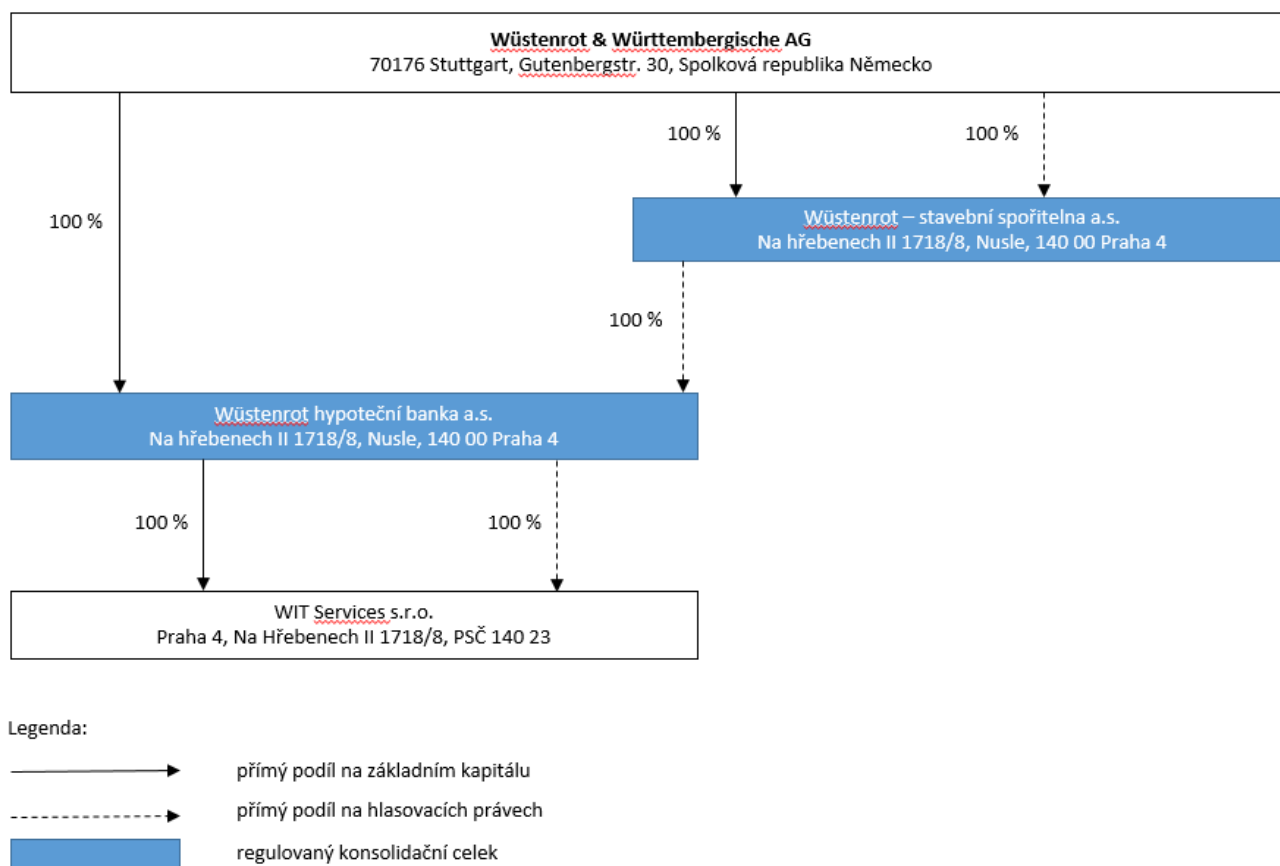 Wüstenrot & Württembergische AG
70176 Stuttgart, Gutenbergstr. 30, Spolková republika Německo
100 %
100 %
100 %
Wüstenrot – stavební spořitelna a.s.
Na hřebenech II 1718/8, Nusle, 140 00 Praha 4
100 %
Wüstenrot hypoteční banka a.s.
Na hřebenech II 1718/8, Nusle, 140 00 Praha 4
100 %
100 %
WIT Services s.r.o.
Praha 4, Na Hřebenech II 1718/8, PSČ 140 23
Legenda:
přímý podíl na základním kapitálu
přímý podíl na hlasovacích právech
regulovaný konsolidační celek